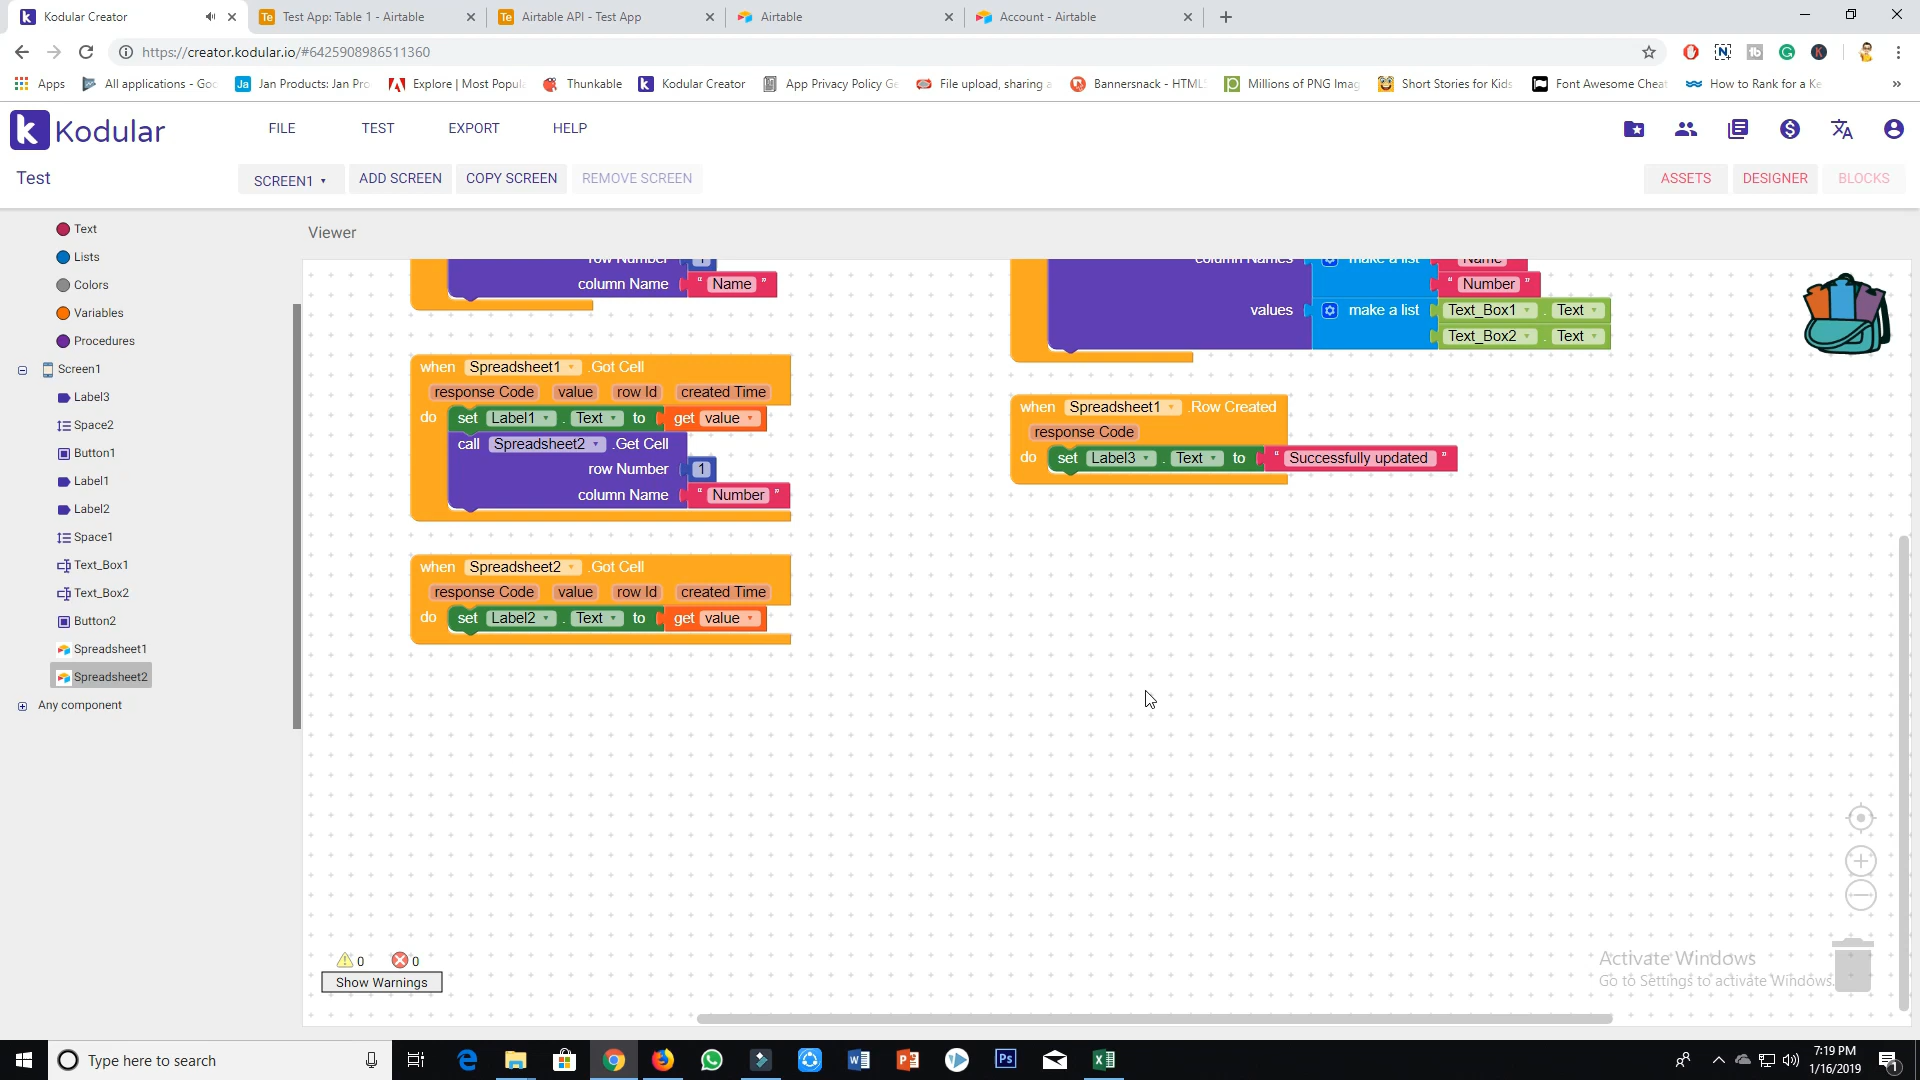 Kodular Creator
Test App: Table 1 - Airtable
Airtable API - Test App
Airtable
Account - Airtable
https://creator.kodular.io/#6425908986511360
Apps
All applications - Goo
Jan Products: Jan Pro
Explore | Most Popul
Thunkable
Kodular Creator
App Privacy Policy Ge
File upload, sharing a
Bannersnack - HTML
Millions of PNG Imag
Short Stories for Kids
Font Awesome Cheat
How to Rank for a Ke
»
Kodular
FILE
TEST
EXPORT
HELP
Test
SCREEN1
ADD SCREEN
COPY SCREEN
REMOVE SCREEN
ASSETS
DESIGNER
BLOCKS
Text
Lists
Colors
Variables
Procedures
Screen1
Label3
Space2
Button1
Label1
Label2
Space1
Text_Box1
Text_Box2
Button2
Spreadsheet1
Spreadsheet2
Any component
Viewer
row Number
column Name " Name "
when Spreadsheet1 .Got Cell
response Code value row Id created Time
do set Label1 . Text to get value
call Spreadsheet2 .Get Cell
row Number 1
column Name " Number "
when Spreadsheet2 .Got Cell
response Code value row Id created Time
do set Label2 . Text to get value
column Names make a list Name
" Number "
values make a list Text_Box1 . Text
Text_Box2 . Text
when Spreadsheet1 .Row Created
response Code
do set Label3 . Text to " Successfully updated "
0 0
Show Warnings
Activate Windows
Go to Settings to activate Windows.
Type here to search
7:19 PM
1/16/2019
1